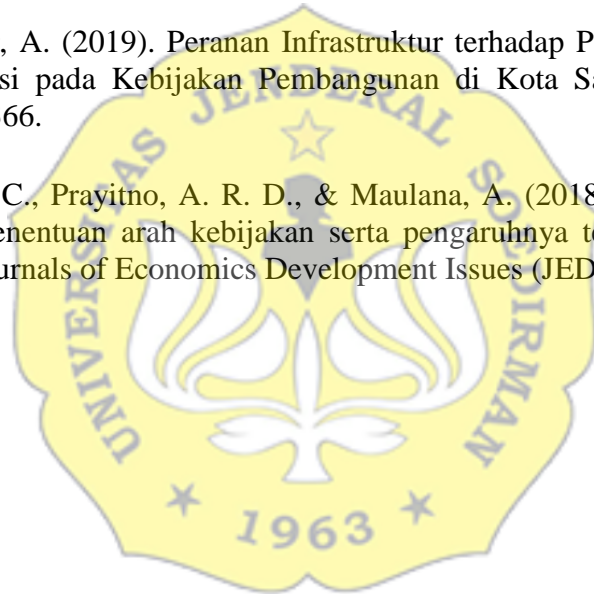 , A. (2019). Peranan Infrastruktur terhadap P
si pada Kebijakan Pembangunan di Kota Sa
66.
C., Prayitno, A. R. D., & Maulana, A. (2018
enentuan arah kebijakan serta pengaruhnya te
urnals of Economics Development Issues (JED
UNIVERSITAS JENDERAL SOEDIRMAN
1963